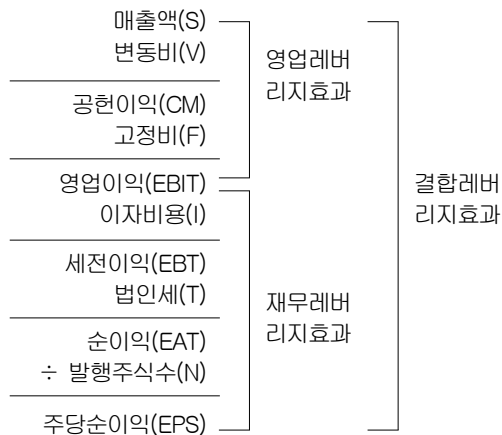 매출액(S)
변동비(V)
공헌이익(CM)
고정비(F)
영업이익(EBIT)
이자비용(I)
세전이익(EBT)
법인세(T)
순이익(EAT)
÷ 발행주식수(N)
주당순이익(EPS)
영업레버
리지효과
재무레버
리지효과
결합레버
리지효과